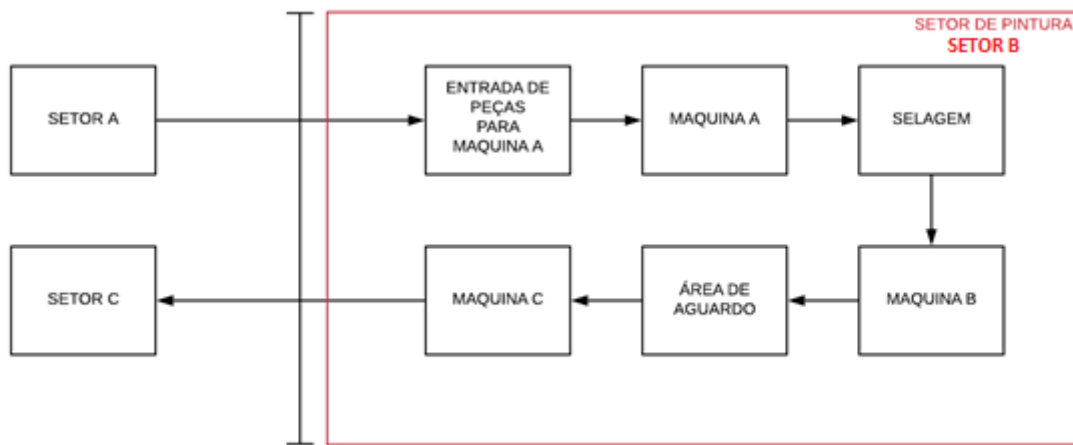 SETOR DE PINTURA
SETOR B
SETOR A
ENTRADA DE
PEÇAS
PARA
MAQUINA A
MAQUINA A
SELAGEM
SETOR C
MAQUINA C
ÁREA DE
AGUARDO
MAQUINA B